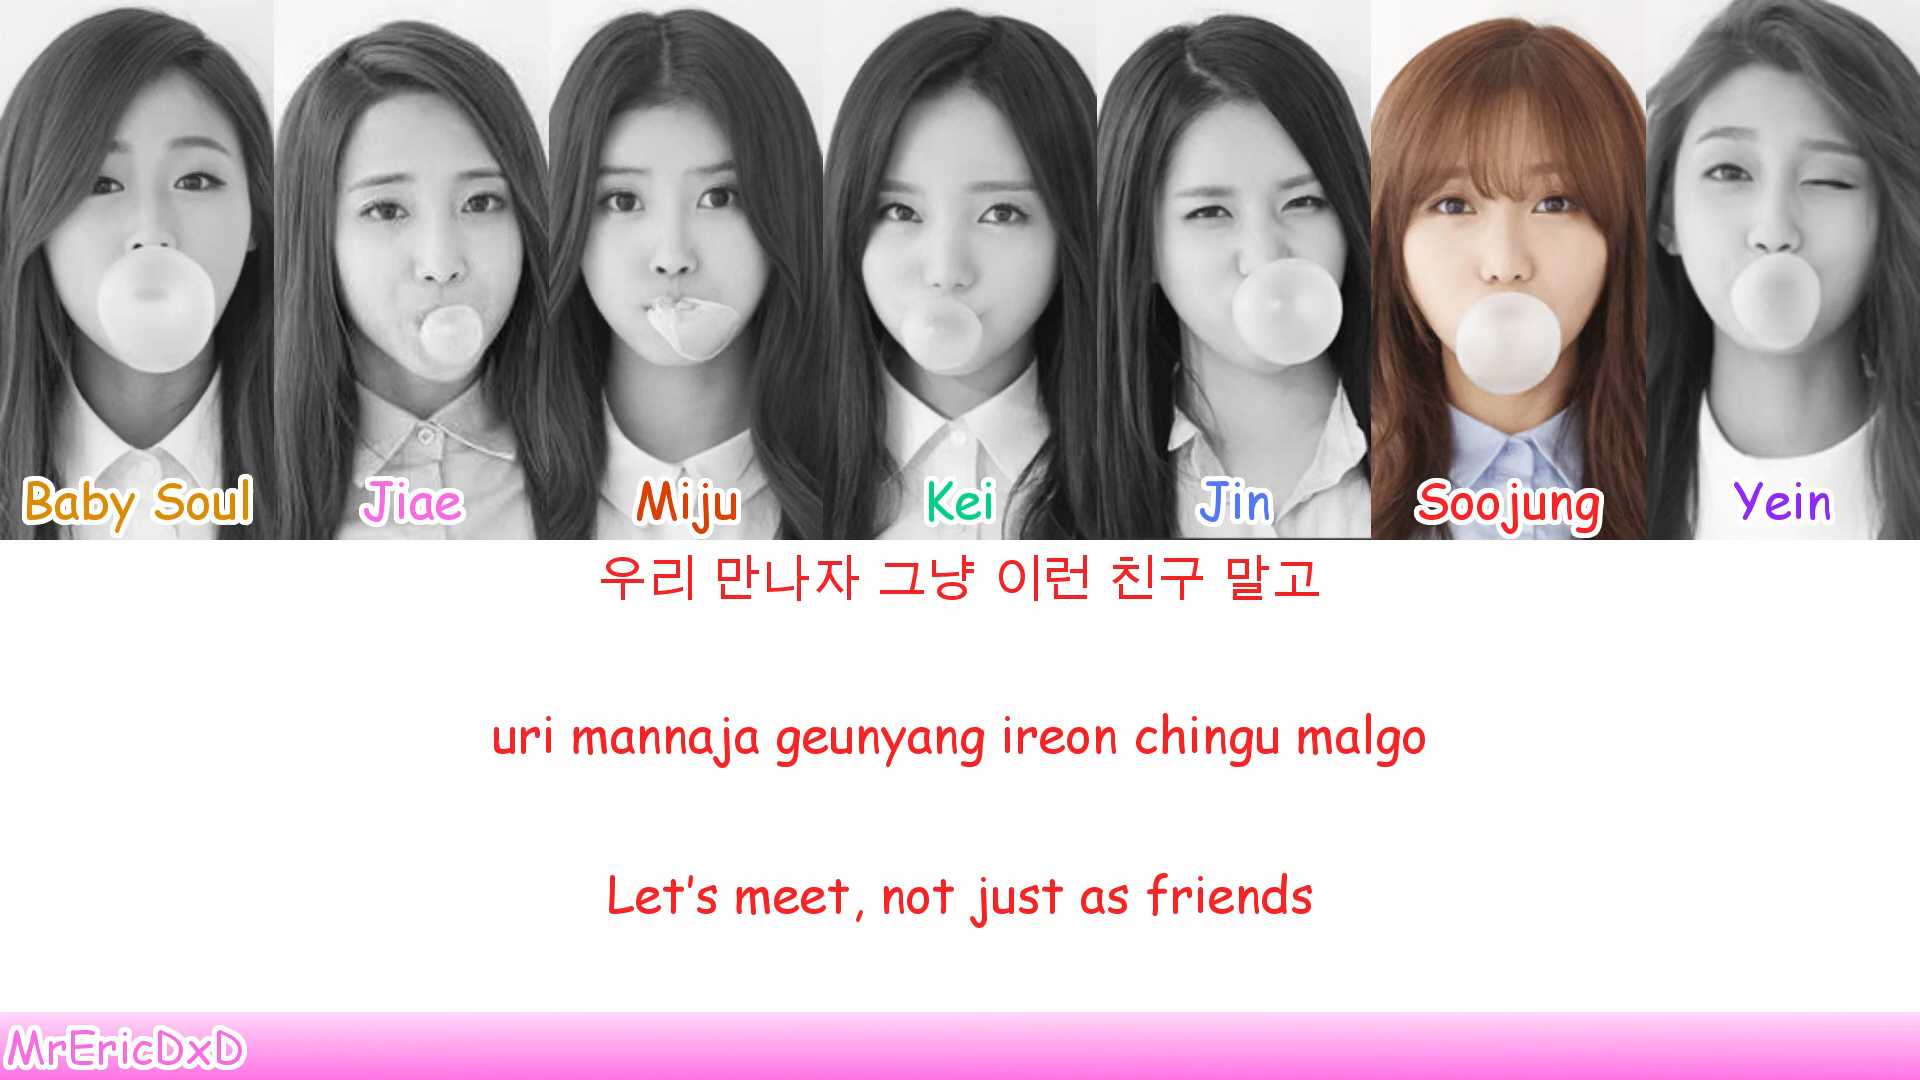 Baby Soul Jiae Miju Kei Jin Soojung Yein
우리 만나자 그냥 이런 친구 말고
uri mannaja geunyang ireon chingu malgo
Let's meet, not just as friends
MrEricDxD